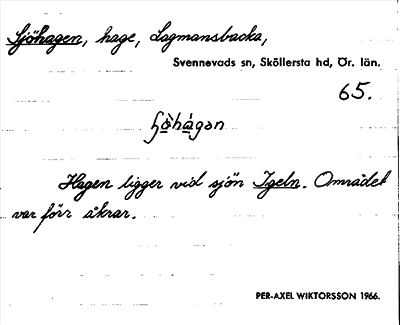 Sjöhagen, hage, Lagmansbacka,
Svennevads sn, Sköllersta hd, Ör. län.
65.
Hagen ligger vid sjön Igeln. Området
var förr åkrar.
PER-AXEL WIKTORSSON 1966.